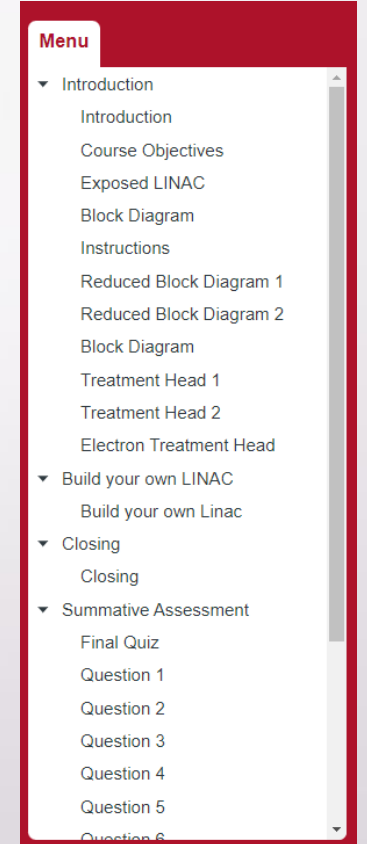 Menu
Introduction
Introduction
Course Objectives
Exposed LINAC
Block Diagram
Instructions
Reduced Block Diagram 1
Reduced Block Diagram 2
Block Diagram
Treatment Head 1
Treatment Head 2
Electron Treatment Head
Build your own LINAC
Build your own Linac
Closing
Closing
Summative Assessment
Final Quiz
Question 1
Question 2
Question 3
Question 4
Question 5
Question 6